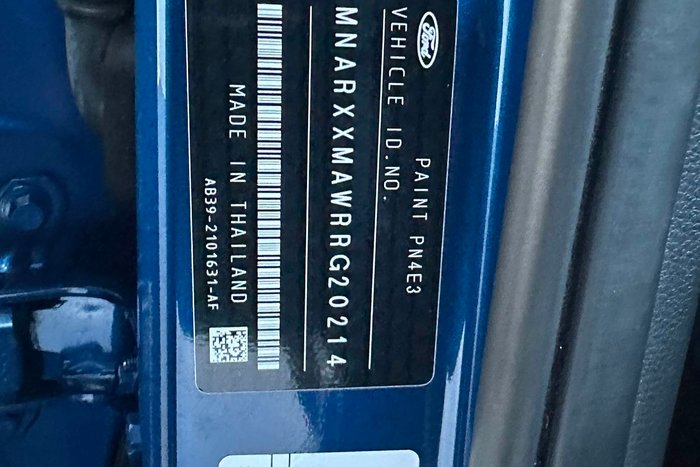 Ford
PAINT PN4E3
VEHICLE ID.NO.
MNARXXMAWRRG20214
MADE IN THAILAND
AB39-2101631-AF